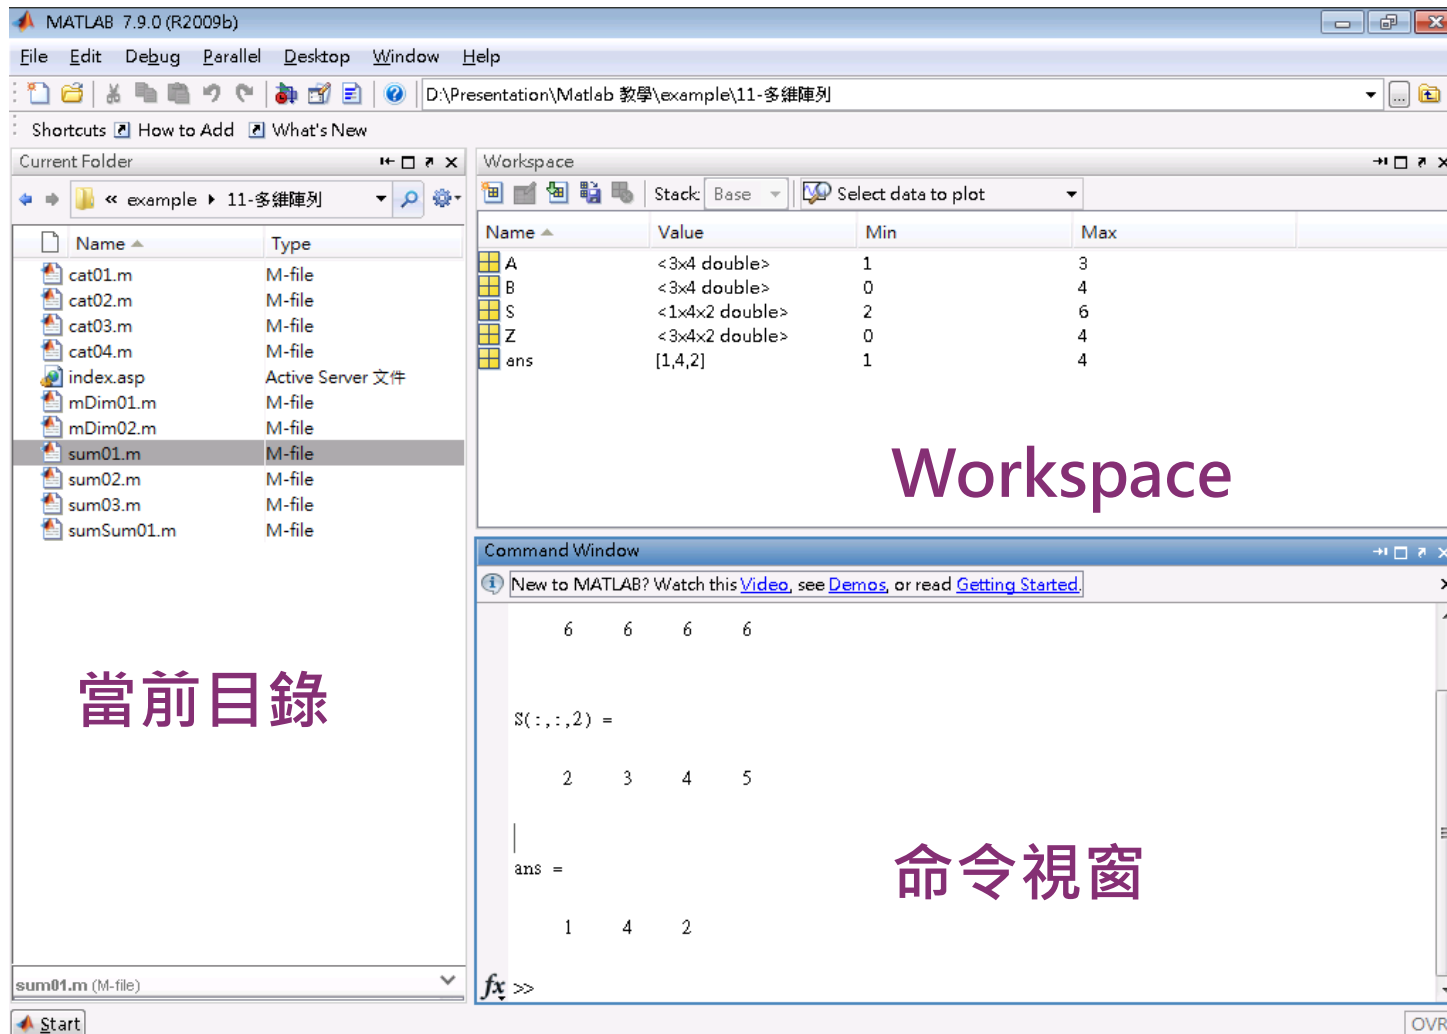 MATLAB 7.9.0 (R2009b)
File Edit Debug Parallel Desktop Window Help
D:\Presentation\Matlab 教學\example\11-多維陣列
Shortcuts How to Add What's New
Current Folder
« example 11-多維陣列
Name Type
cat01.m M-file
cat02.m M-file
cat03.m M-file
cat04.m M-file
index.asp Active Server 文件
mDim01.m M-file
mDim02.m M-file
sum01.m M-file
sum02.m M-file
sum03.m M-file
sumSum01.m M-file
當前目錄
sum01.m (M-file)
Workspace
Stack: Base Select data to plot
Name Value Min Max
A <3x4 double> 1 3
B <3x4 double> 0 4
S <1x4x2 double> 2 6
Z <3x4x2 double> 0 4
ans [1,4,2] 1 4
Workspace
Command Window
New to MATLAB? Watch this Video, see Demos, or read Getting Started.
6 6 6 6
S(:,:,2) =
2 3 4 5
ans =
1 4 2
命令視窗
fx >>
Start
OVR